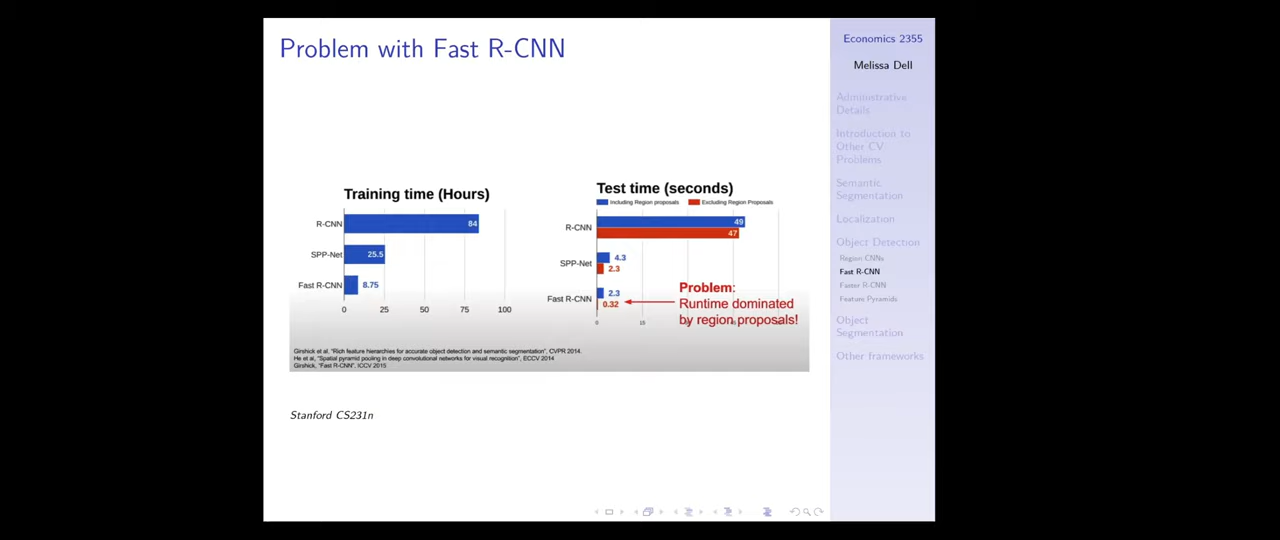 Problem with Fast R-CNN
Training time (Hours)
R-CNN
84
SPP-Net
25.5
Fast R-CNN
8.75
0 25 50 75 100
Test time (seconds)
Including Region proposals Excluding Region Proposals
R-CNN
49
47
SPP-Net
4.3
2.3
Fast R-CNN
2.3
0.32
Problem:
Runtime dominated
by region proposals!
0 15
Girshick et al, "Rich feature hierarchies for accurate object detection and semantic segmentation", CVPR 2014.
He et al, "Spatial pyramid pooling in deep convolutional networks for visual recognition", ECCV 2014
Girshick, "Fast R-CNN", ICCV 2015
Stanford CS231n
Economics 2355
Melissa Dell
Administrative
Details
Introduction to
Other CV
Problems
Semantic
Segmentation
Localization
Object Detection
Region CNNs
Fast R-CNN
Faster R-CNN
Feature Pyramids
Object
Segmentation
Other frameworks